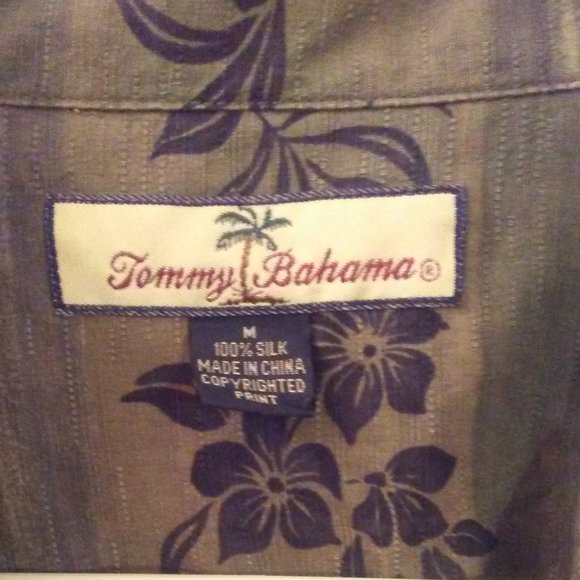 Tommy Bahama®
M
100% SILK
MADE IN CHINA
COPYRIGHTED
PRINT